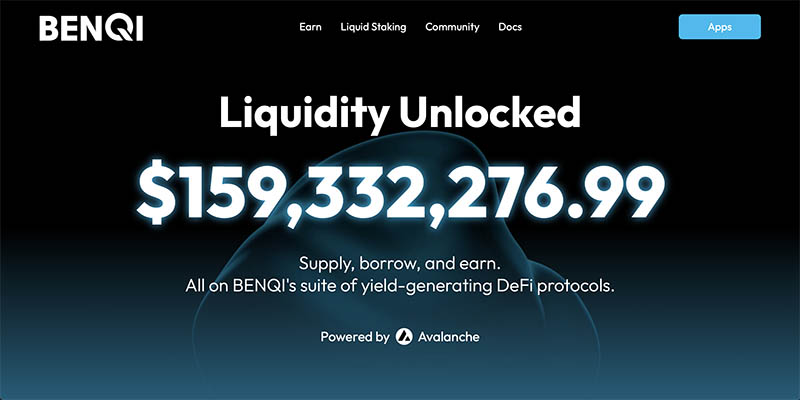 BENQI
Earn Liquid Staking Community Docs
Apps
Liquidity Unlocked
$159,332,276.99
Supply, borrow, and earn.
All on BENQI's suite of yield-generating DeFi protocols.
Powered by Avalanche